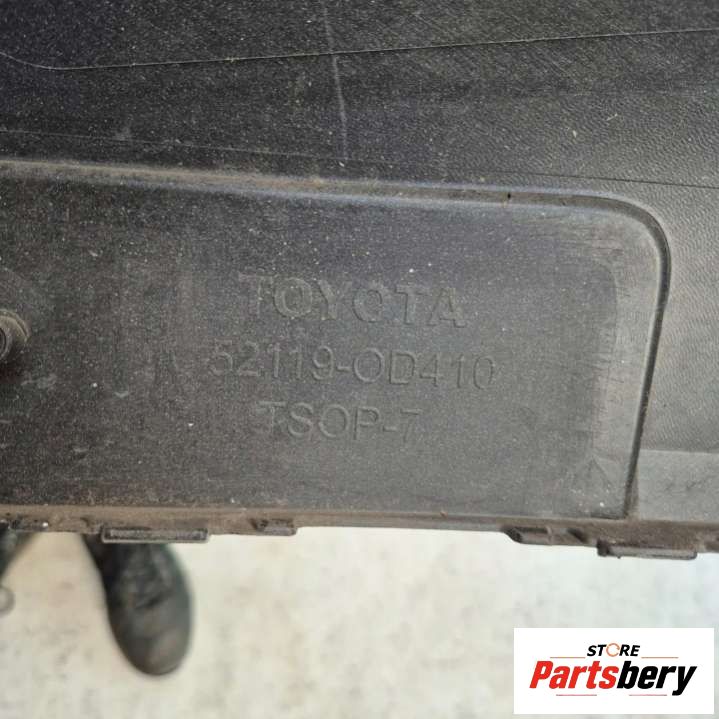 TOYOTA
52119-0D410
TSOP-7
STORE
Partsbery